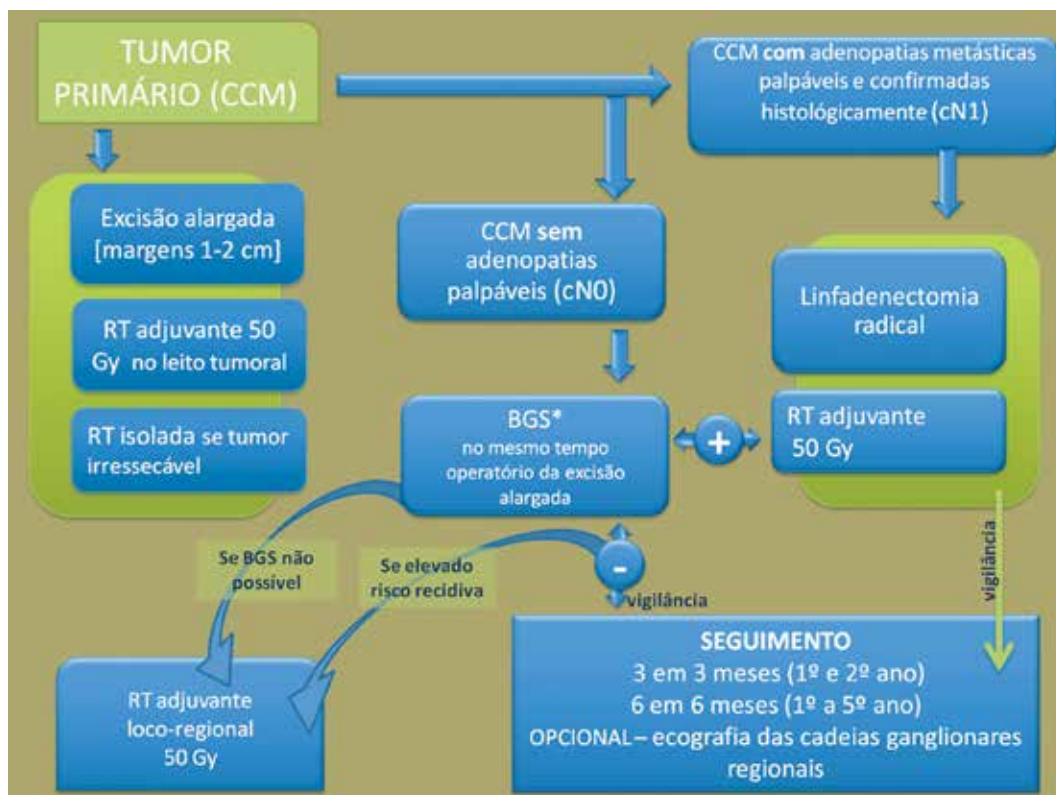 TUMOR
PRIMÁRIO (CCM)
CCM com adenopatias metásticas
palpáveis e confirmadas
histológicamente (cN1)
Excisão alargada
[margens 1-2 cm]
RT adjuvante 50
Gy no leito tumoral
RT isolada se tumor
irressecável
CCM sem
adenopatias
palpáveis (cN0)
Linfadenectomia
radical
RT adjuvante
50 Gy
BGS*
no mesmo tempo
operatório da excisão
alargada
+
-
Se BGS não
possível
Se elevado
risco recidiva
vigilância
vigilância
RT adjuvante
loco-regional
50 Gy
SEGUIMENTO
3 em 3 meses (1º e 2º ano)
6 em 6 meses (1º a 5º ano)
OPCIONAL – ecografia das cadeias ganglionares
regionais